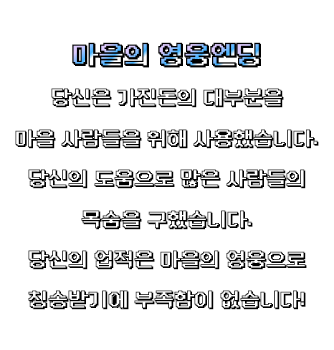 마을의 영웅엔딩
당신은 가진돈의 대부분을
마을 사람들을 위해 사용했습니다.
당신의 도움으로 많은 사람들의
목숨을 구했습니다.
당신의 업적은 마을의 영웅으로
칭송받기에 부족함이 없습니다!